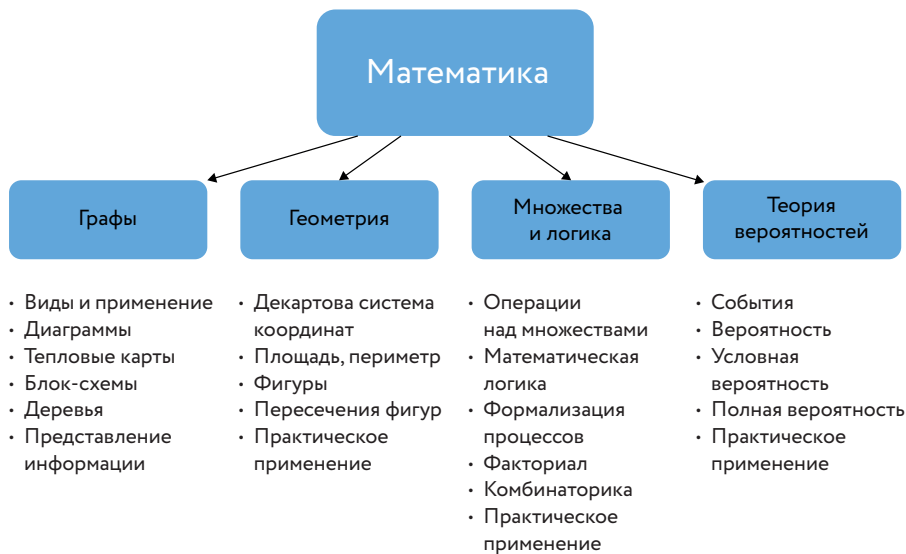 Математика
Графы
Геометрия
Множества
и логика
Теория
вероятностей
• Виды и применение
• Диаграммы
• Тепловые карты
• Блок-схемы
• Деревья
• Представление
информации
• Декартова система
координат
• Площадь, периметр
• Фигуры
• Пересечения фигур
• Практическое
применение
• Операции
над множествами
• Математическая
логика
• Формализация
процессов
• Факториал
• Комбинаторика
• Практическое
применение
• События
• Вероятность
• Условная
вероятность
• Полная вероятность
• Практическое
применение